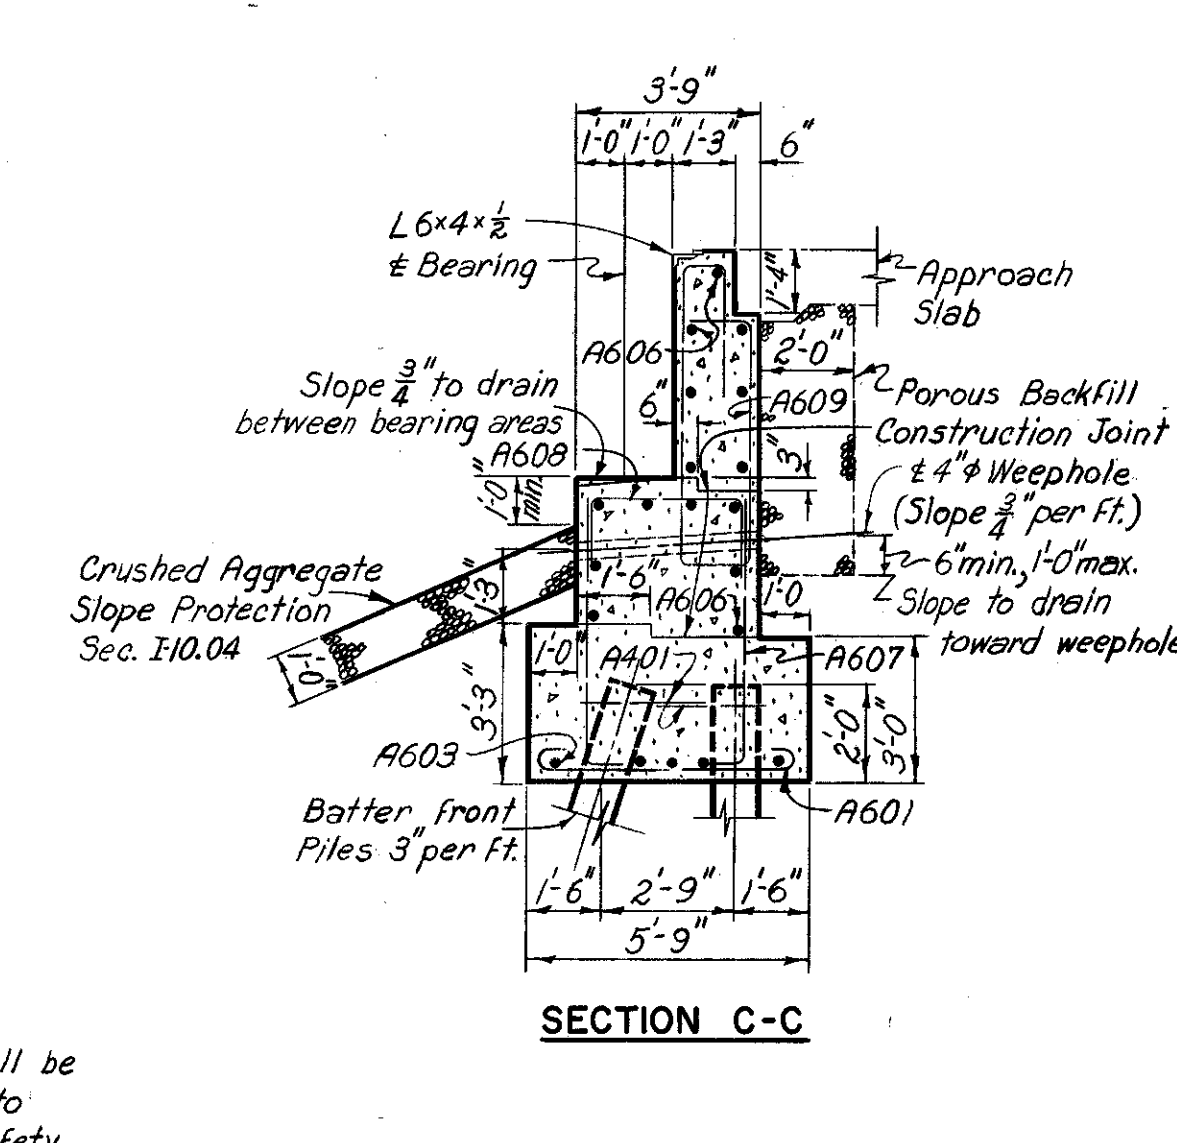 3'-9"
1'-0" 1'-0" 1'-3" 6"
L 6×4×1/2
℄ Bearing
1'-4"
Approach
Slab
A606
2'-0"
Slope 3/4" to drain
between bearing areas
6"
A609
Porous Backfill
Construction Joint
A608
3"
℄ 4"ϕ Weephole
(Slope 3/4" per ft.)
1'-0"
min.
6"min., 1'-0"max.
Slope to drain
toward weephole
Crushed Aggregate
Slope Protection
Sec. I-10.04
1'-3"
1'-6"
A606
1'-0
1'-0"
1'-0"
A401
A607
3'-3"
2'-0"
3'-0"
A603
A601
Batter front
Piles 3" per ft.
1'-6" 2'-9" 1'-6"
5'-9"
SECTION C-C
ll be
to
fety